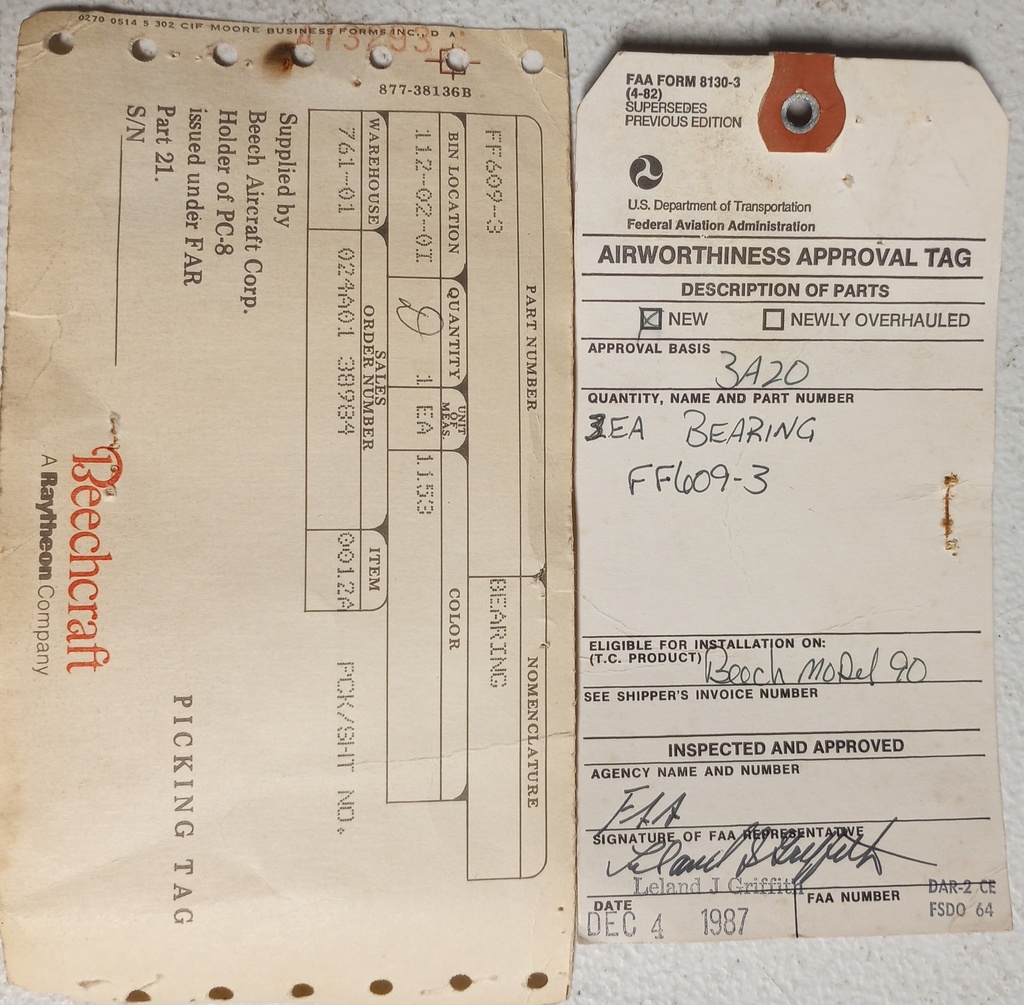 0270 0514 5 302 CIF MOORE BUSINESS FORMS INC., D A
877-38136B
PART NUMBER
NOMENCLATURE
FF609-3
BEARING
BIN LOCATION
QUANTITY
UNIT OF MEAS.
COLOR
112-02-01
2
1
EA
1153
WAREHOUSE
SALES ORDER NUMBER
ITEM
761-01
024A01 38984
0012A
PCK/SHT NO.
Supplied by
Beech Aircraft Corp.
Holder of PC-8
issued under FAR
Part 21.
S/N
PICKING TAG
Beechcraft
A Raytheon Company
FAA FORM 8130-3
(4-82)
SUPERSEDES
PREVIOUS EDITION
U.S. Department of Transportation
Federal Aviation Administration
AIRWORTHINESS APPROVAL TAG
DESCRIPTION OF PARTS
NEW
NEWLY OVERHAULED
APPROVAL BASIS
3A20
QUANTITY, NAME AND PART NUMBER
EA BEARING
FF609-3
ELIGIBLE FOR INSTALLATION ON:
(T.C. PRODUCT) Beech Model 90
SEE SHIPPER'S INVOICE NUMBER
INSPECTED AND APPROVED
AGENCY NAME AND NUMBER
FAA
SIGNATURE OF FAA REPRESENTATIVE
Leland J Griffith
Leland J Griffith
DATE
DEC 4 1987
FAA NUMBER
DAR-2 CE
FSDO 64